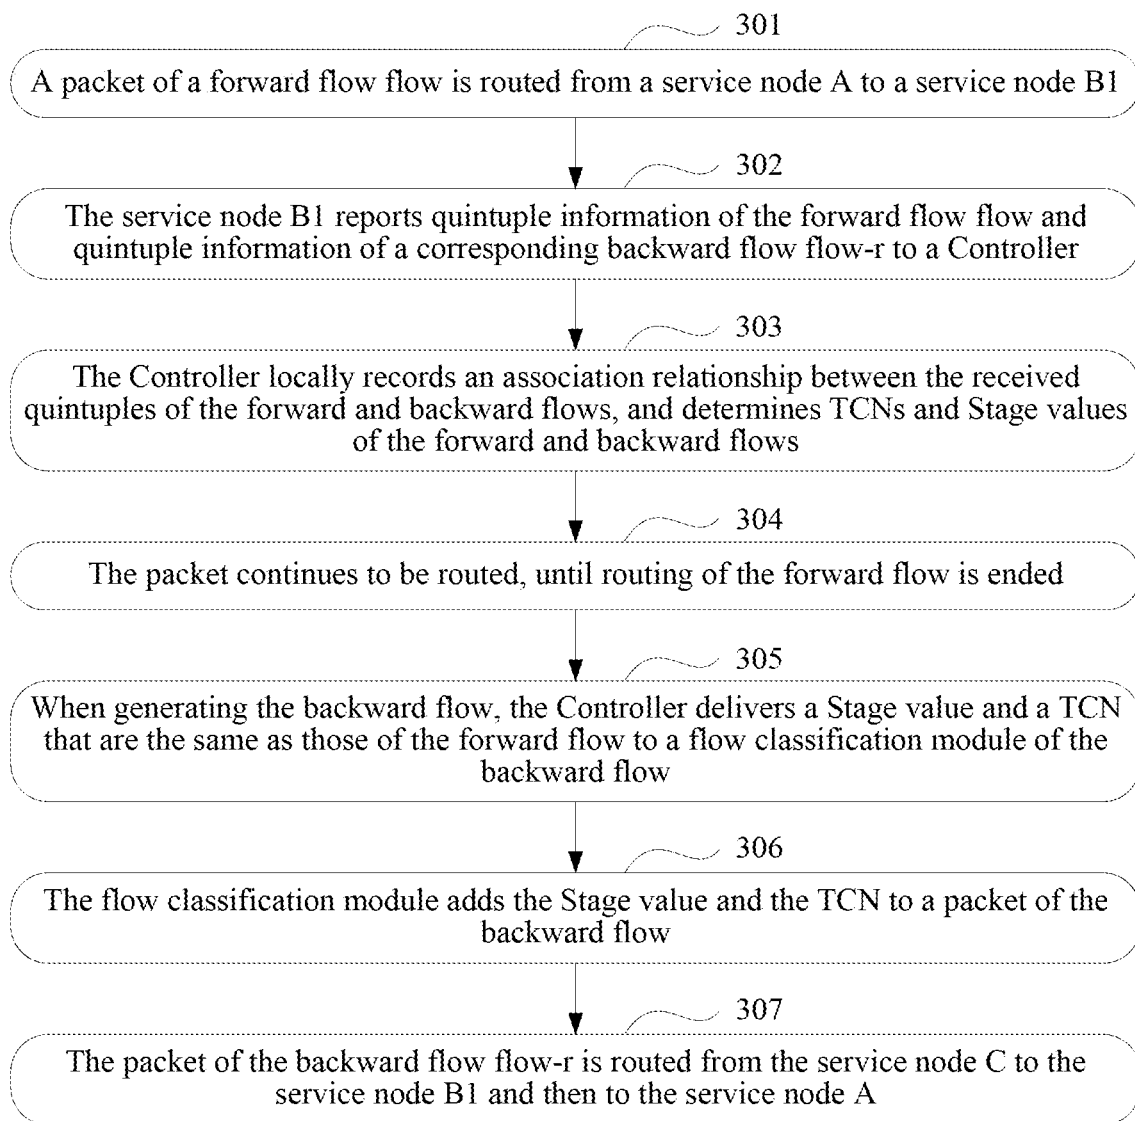 301
A packet of a forward flow flow is routed from a service node A to a service node B1
302
The service node B1 reports quintuple information of the forward flow flow and
quintuple information of a corresponding backward flow flow-r to a Controller
303
The Controller locally records an association relationship between the received
quintuples of the forward and backward flows, and determines TCNs and Stage values
of the forward and backward flows
304
The packet continues to be routed, until routing of the forward flow is ended
305
When generating the backward flow, the Controller delivers a Stage value and a TCN
that are the same as those of the forward flow to a flow classification module of the
backward flow
306
The flow classification module adds the Stage value and the TCN to a packet of the
backward flow
307
The packet of the backward flow flow-r is routed from the service node C to the
service node B1 and then to the service node A